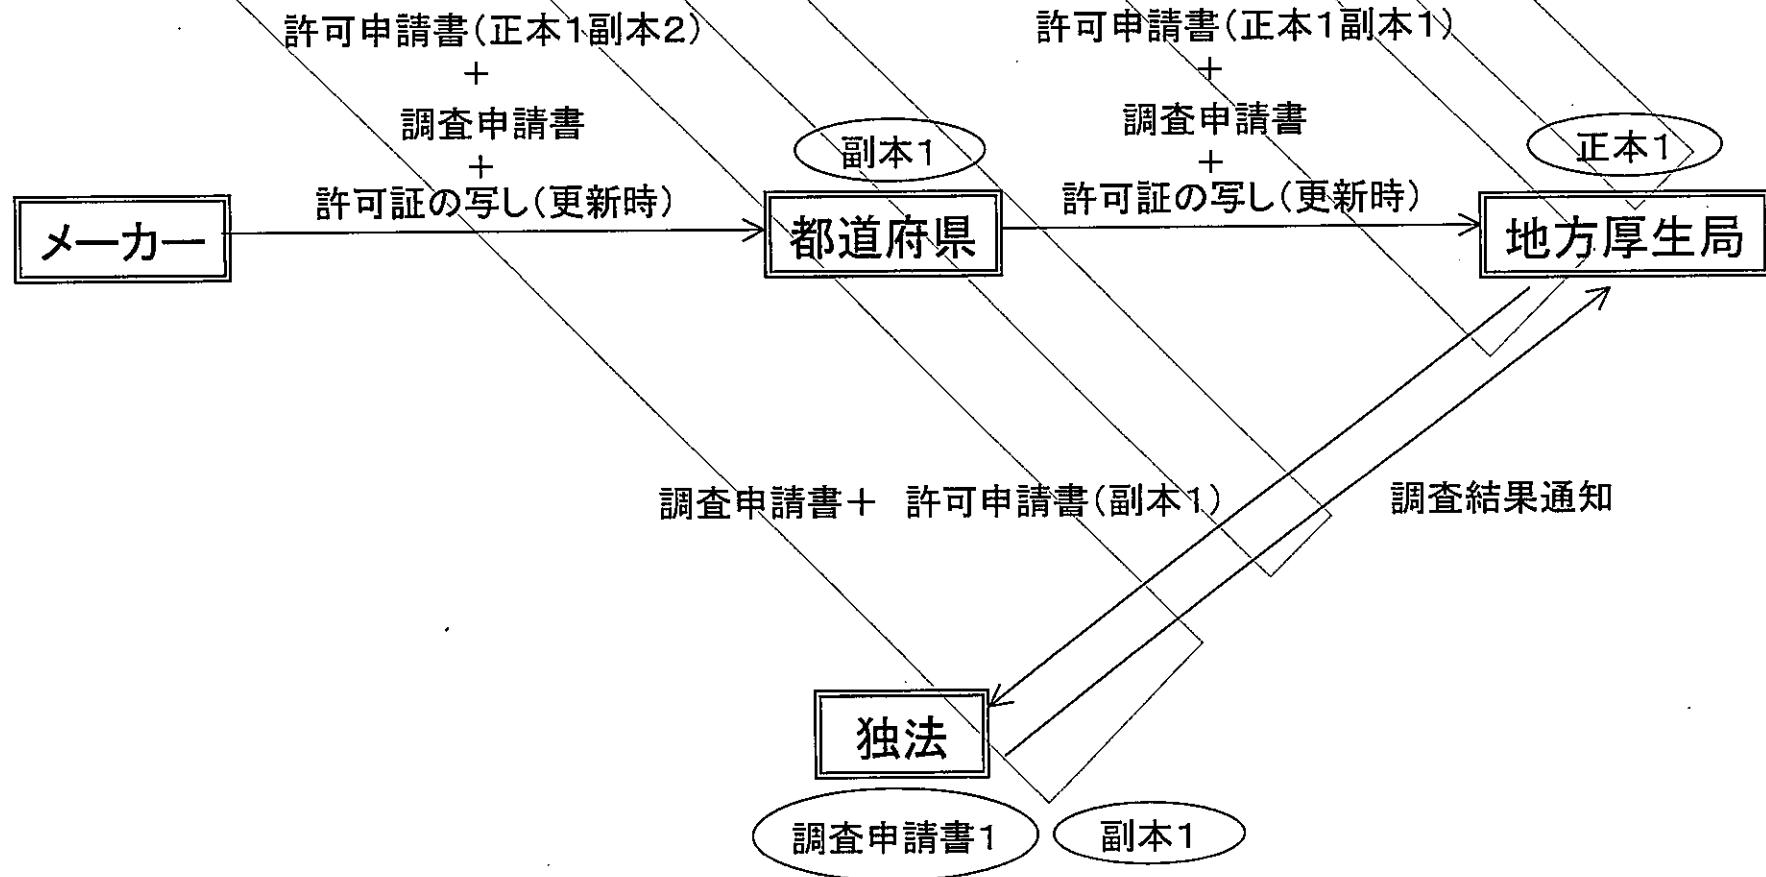 許可申請書(正本1副本2)
+
調査申請書
+
許可証の写し(更新時)
許可申請書(正本1副本1)
+
調査申請書
+
許可証の写し(更新時)
副本1
正本1
メーカー
都道府県
地方厚生局
調査申請書+ 許可申請書(副本1)
調査結果通知
独法
調査申請書1
副本1